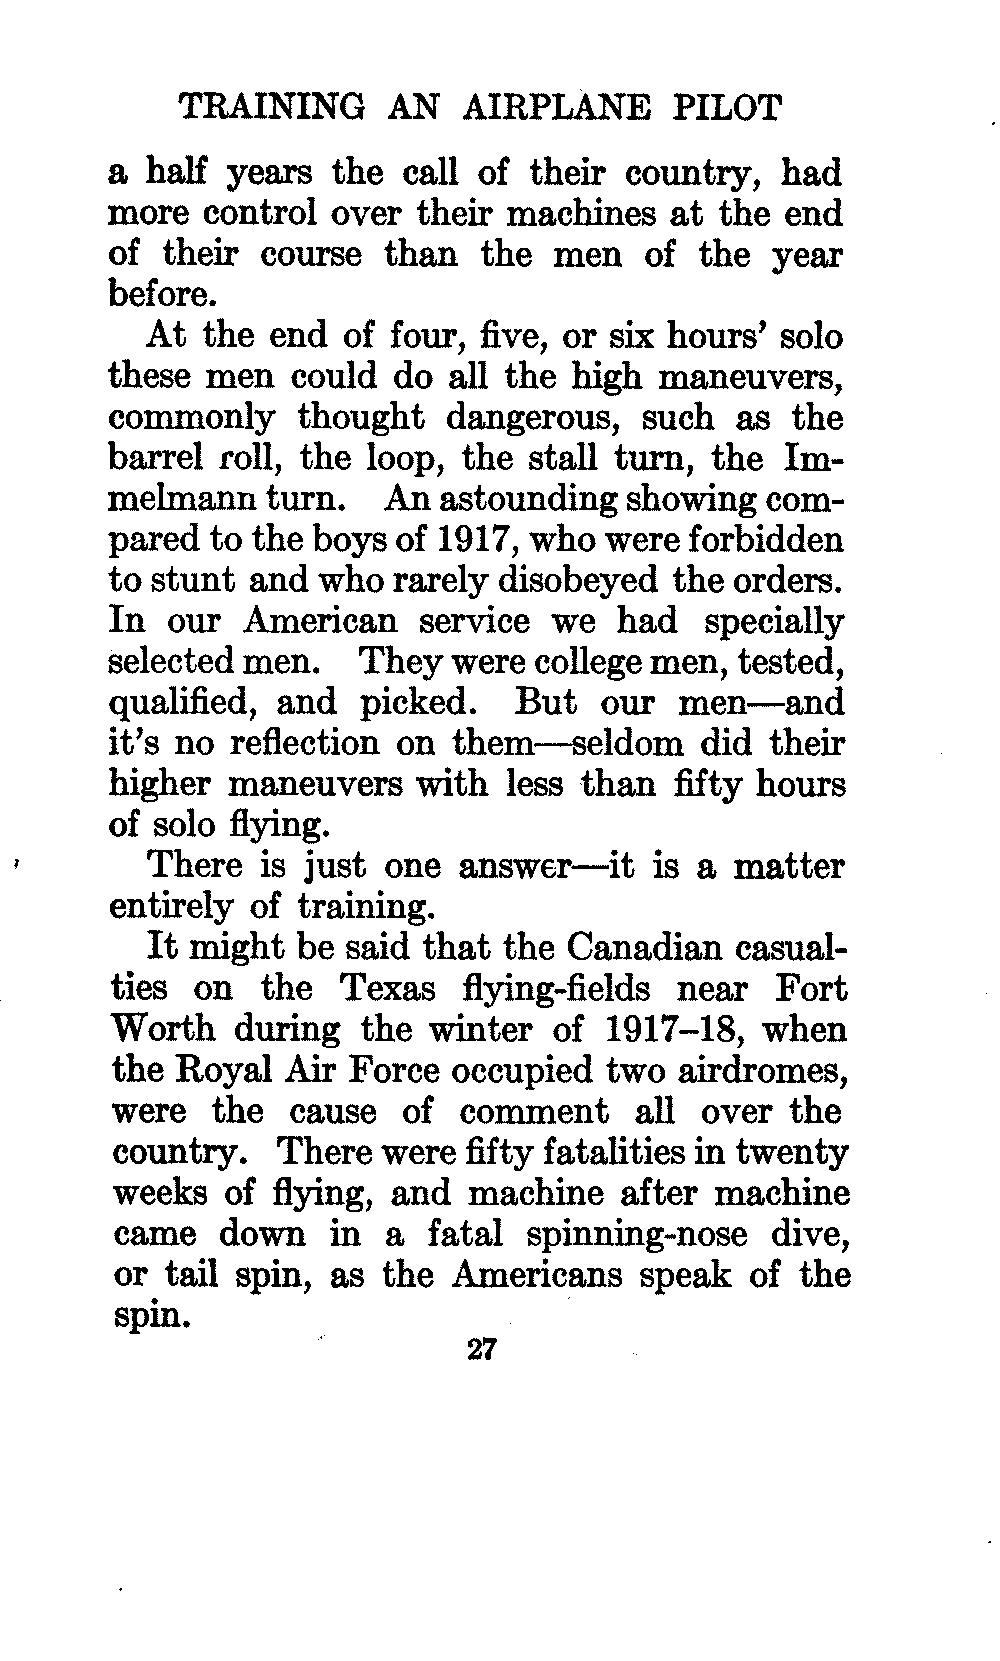 TRAINING AN AIRPLANE PILOT
a half years the call of their country, had
more control over their machines at the end
of their course than the men of the year
before.
At the end of four, five, or six hours' solo
these men could do all the high maneuvers,
commonly thought dangerous, such as the
barrel roll, the loop, the stall turn, the Im-
melmann turn. An astounding showing com-
pared to the boys of 1917, who were forbidden
to stunt and who rarely disobeyed the orders.
In our American service we had specially
selected men. They were college men, tested,
qualified, and picked. But our men—and
it's no reflection on them—seldom did their
higher maneuvers with less than fifty hours
of solo flying.
There is just one answer—it is a matter
entirely of training.
It might be said that the Canadian casual-
ties on the Texas flying-fields near Fort
Worth during the winter of 1917–18, when
the Royal Air Force occupied two airdromes,
were the cause of comment all over the
country. There were fifty fatalities in twenty
weeks of flying, and machine after machine
came down in a fatal spinning-nose dive,
or tail spin, as the Americans speak of the
spin.
27